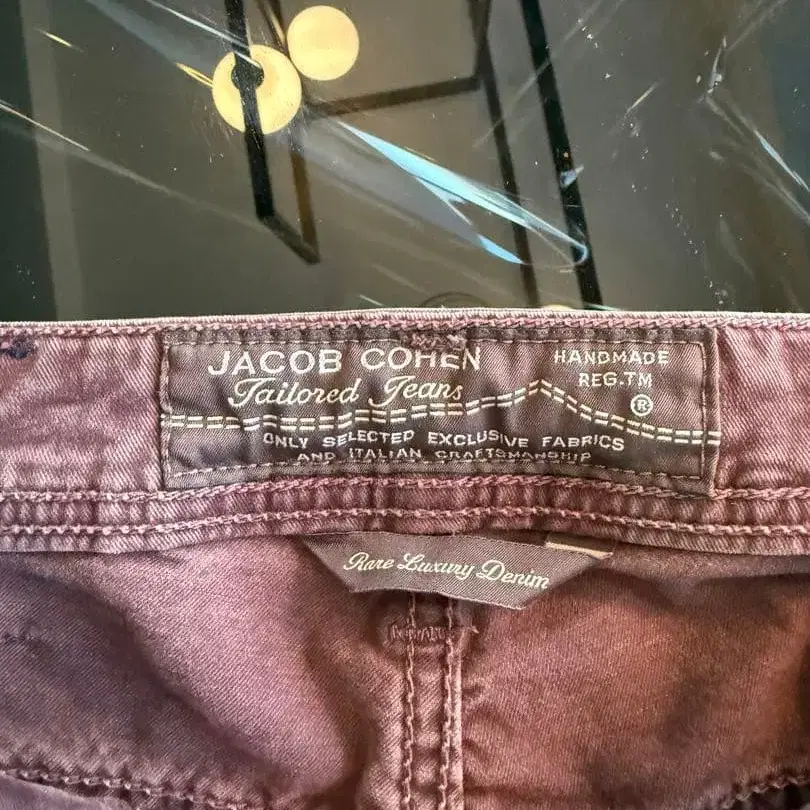 JACOB COHEN
Tailored Jeans
HANDMADE
REG.TM
®
ONLY SELECTED EXCLUSIVE FABRICS
AND ITALIAN CRAFTSMANSHIP
Rare Luxury Denim